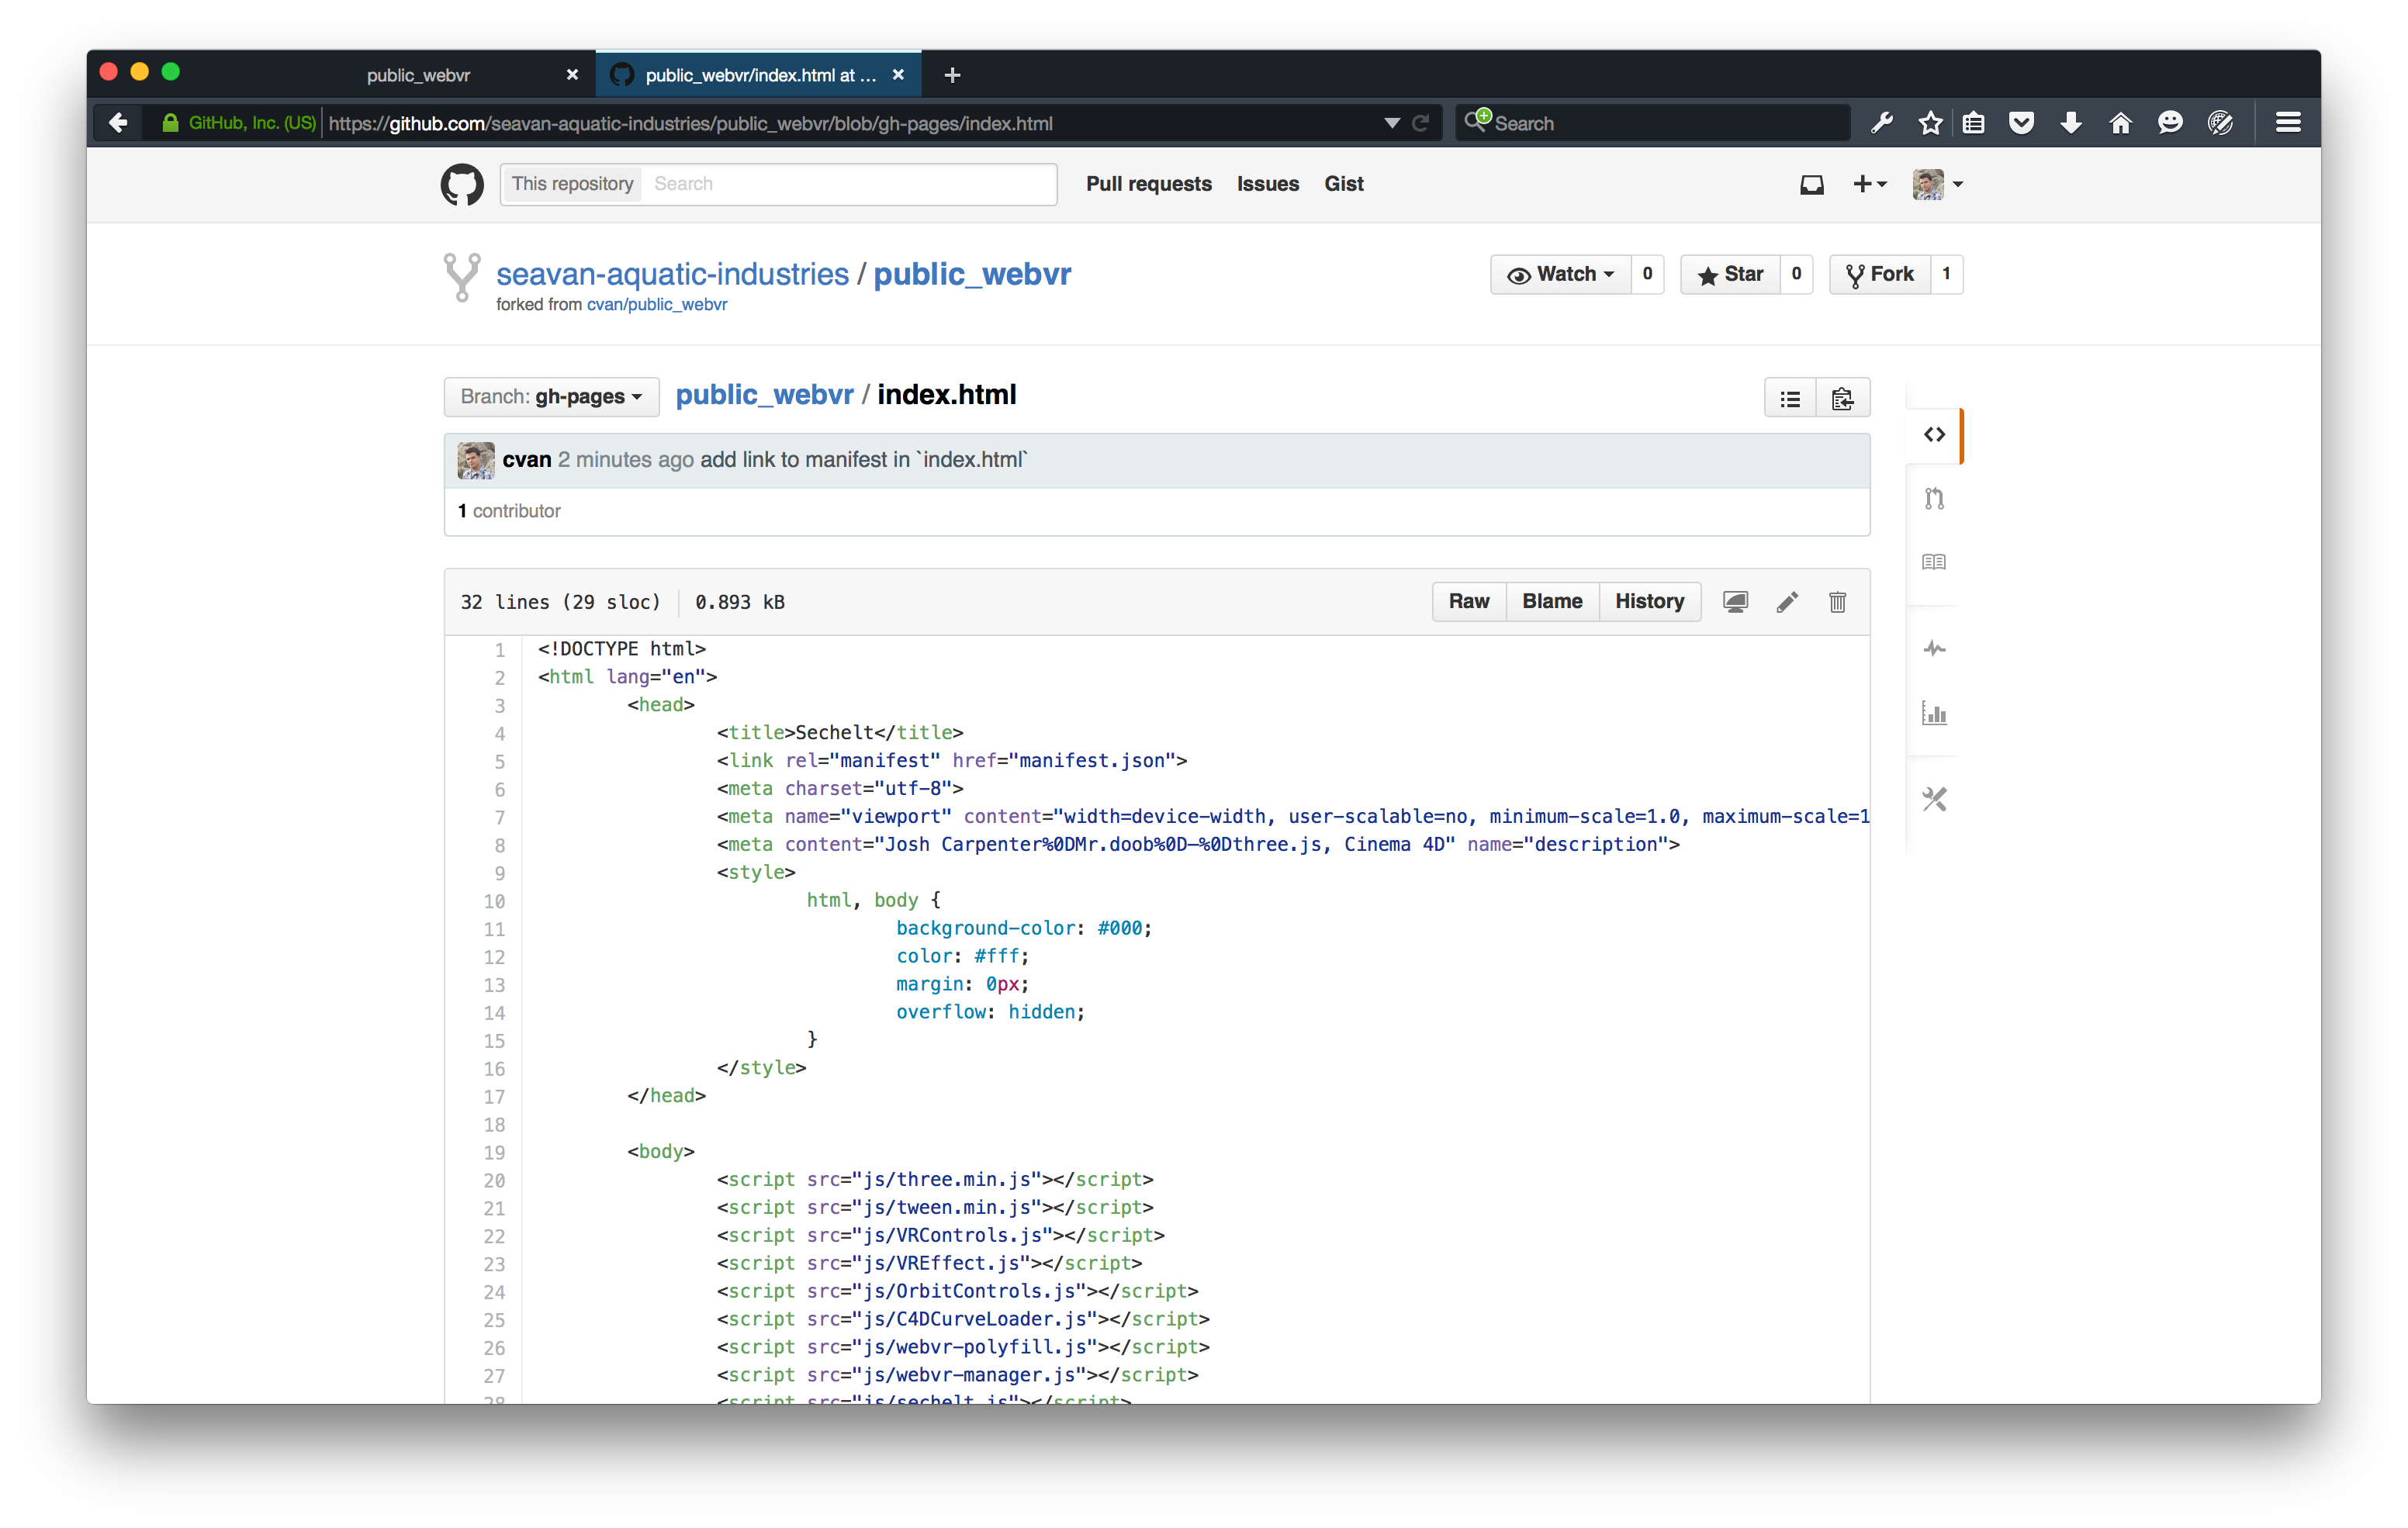 public_webvr
public_webvr/index.html at ...
GitHub, Inc. (US) https://github.com/seavan-aquatic-industries/public_webvr/blob/gh-pages/index.html
Search
This repository Search
Pull requests Issues Gist
seavan-aquatic-industries / public_webvr
forked from cvan/public_webvr
Watch 0 Star 0 Fork 1
Branch: gh-pages public_webvr / index.html
cvan 2 minutes ago add link to manifest in `index.html`
1 contributor
32 lines (29 sloc) 0.893 kB
Raw Blame History
1 <!DOCTYPE html>
2 <html lang="en">
3 <head>
4 <title>Sechelt</title>
5 <link rel="manifest" href="manifest.json">
6 <meta charset="utf-8">
7 <meta name="viewport" content="width=device-width, user-scalable=no, minimum-scale=1.0, maximum-scale=1
8 <meta content="Josh Carpenter%0DMr.doob%0D—%0Dthree.js, Cinema 4D" name="description">
9 <style>
10 html, body {
11 background-color: #000;
12 color: #fff;
13 margin: 0px;
14 overflow: hidden;
15 }
16 </style>
17 </head>
18
19 <body>
20 <script src="js/three.min.js"></script>
21 <script src="js/tween.min.js"></script>
22 <script src="js/VRControls.js"></script>
23 <script src="js/VREffect.js"></script>
24 <script src="js/OrbitControls.js"></script>
25 <script src="js/C4DCurveLoader.js"></script>
26 <script src="js/webvr-polyfill.js"></script>
27 <script src="js/webvr-manager.js"></script>
28 <script src="js/sechelt.js"></script>